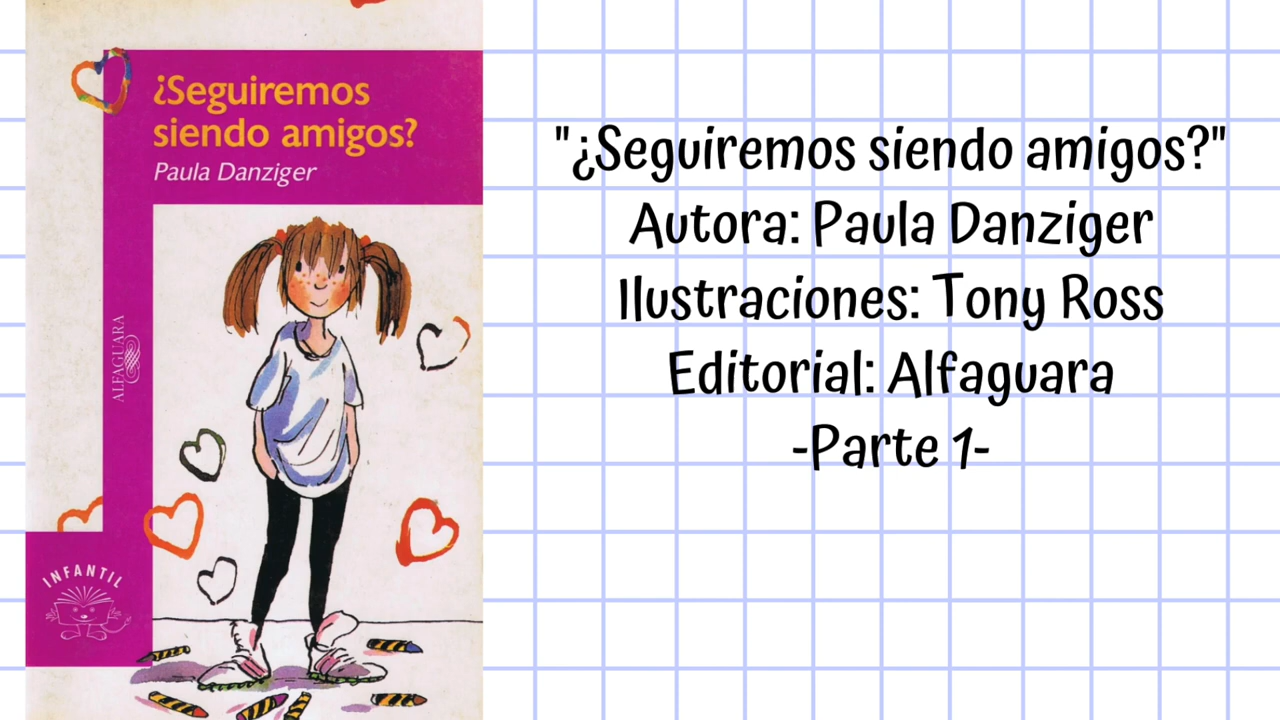 ¿Seguiremos
siendo amigos?
Paula Danziger
ALFAGUARA
INFANTIL
"¿Seguiremos siendo amigos?"
Autora: Paula Danziger
Ilustraciones: Tony Ross
Editorial: Alfaguara
-Parte 1-